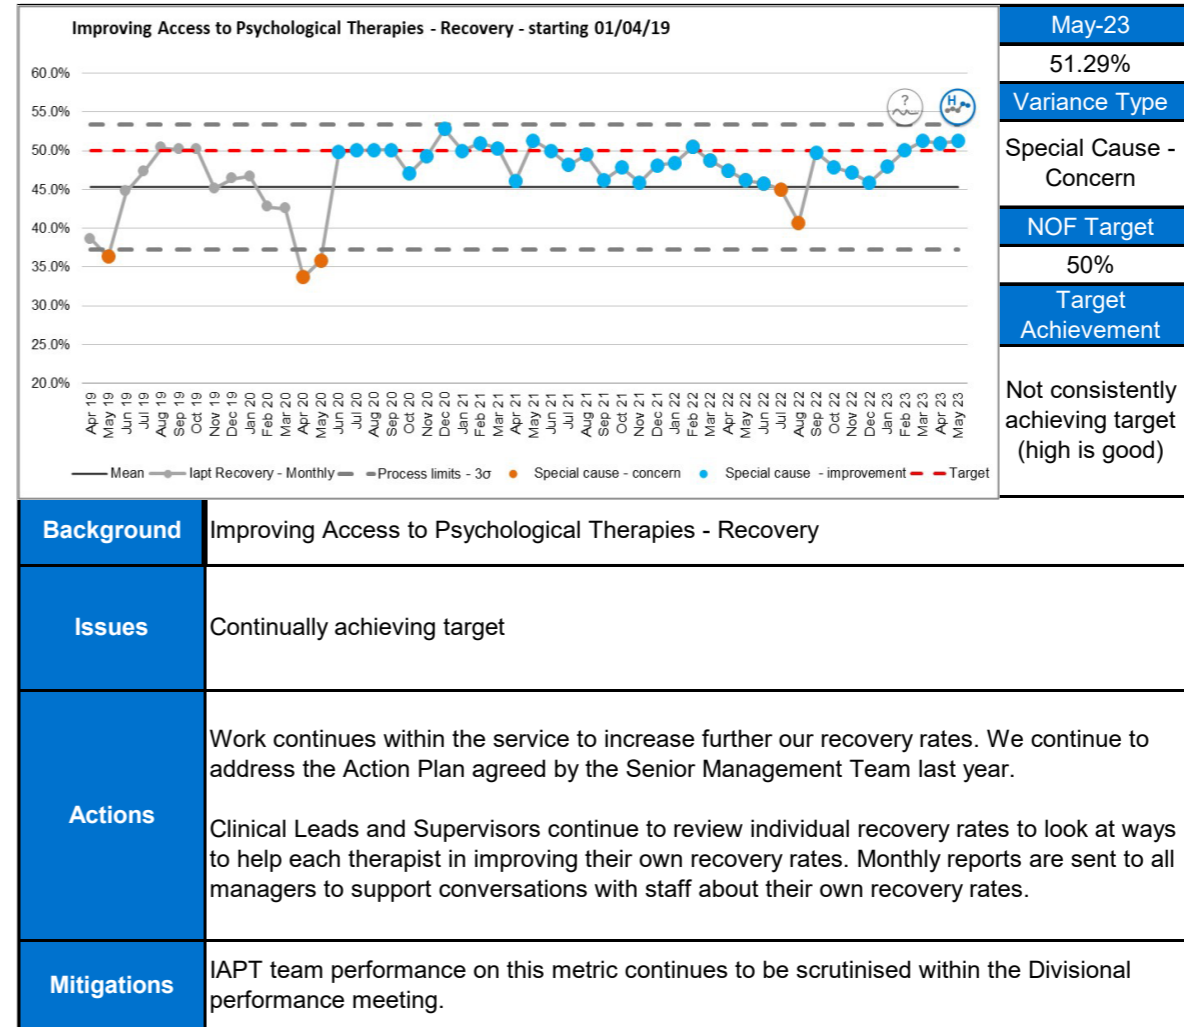 Improving Access to Psychological Therapies - Recovery - starting 01/04/19
60.0%
55.0%
50.0%
45.0%
40.0%
35.0%
30.0%
25.0%
20.0%
?
H
Apr 19
May 19
Jun 19
Jul 19
Aug 19
Sep 19
Oct 19
Nov 19
Dec 19
Jan 20
Feb 20
Mar 20
Apr 20
May 20
Jun 20
Jul 20
Aug 20
Sep 20
Oct 20
Nov 20
Dec 20
Jan 21
Feb 21
Mar 21
Apr 21
May 21
Jun 21
Jul 21
Aug 21
Sep 21
Oct 21
Nov 21
Dec 21
Jan 22
Feb 22
Mar 22
Apr 22
May 22
Jun 22
Jul 22
Aug 22
Sep 22
Oct 22
Nov 22
Dec 22
Jan 23
Feb 23
Mar 23
Apr 23
May 23
Mean
Iapt Recovery - Monthly
Process limits - 3σ
Special cause - concern
Special cause - improvement
Target
May-23
51.29%
Variance Type
Special Cause -
Concern
NOF Target
50%
Target
Achievement
Not consistently
achieving target
(high is good)
Background
Improving Access to Psychological Therapies - Recovery
Issues
Continually achieving target
Actions
Work continues within the service to increase further our recovery rates. We continue to
address the Action Plan agreed by the Senior Management Team last year.
Clinical Leads and Supervisors continue to review individual recovery rates to look at ways
to help each therapist in improving their own recovery rates. Monthly reports are sent to all
managers to support conversations with staff about their own recovery rates.
Mitigations
IAPT team performance on this metric continues to be scrutinised within the Divisional
performance meeting.